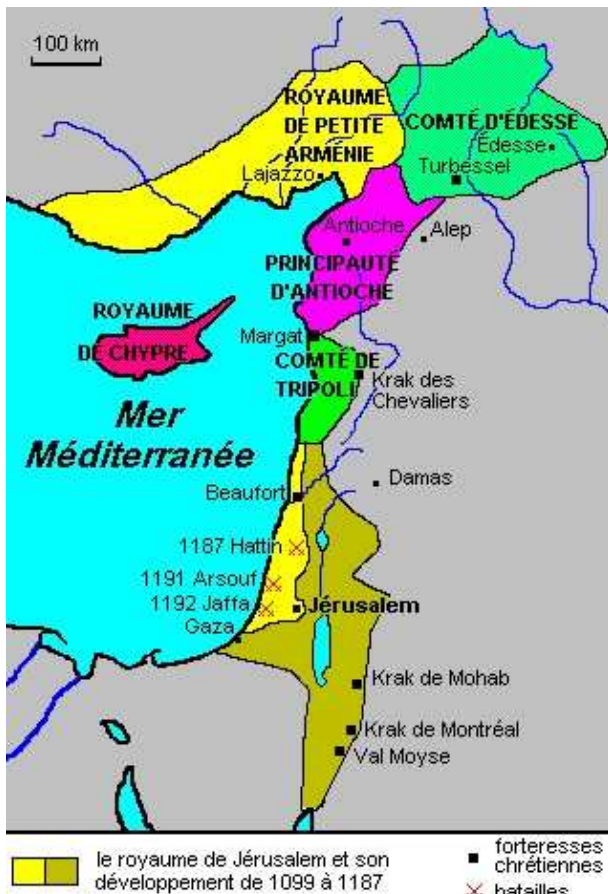 100 km
ROYAUME
DE PETITE
ARMÉNIE
COMTÉ D'ÉDESSE
Édesse
Turbessel
Lajazzo
Antioche
Alep
PRINCIPAUTÉ
D'ANTIOCHE
ROYAUME
DE CHYPRE
Margat
COMTÉ DE
TRIPOLI
Krak des
Chevaliers
Mer
Méditerranée
Damas
Beaufort
1187 Hattin
1191 Arsouf
1192 Jaffa
Jérusalem
Gaza
Krak de Mohab
Krak de Montréal
Val Moyse
le royaume de Jérusalem et son
développement de 1099 à 1187
forteresses
chrétiennes
batailles